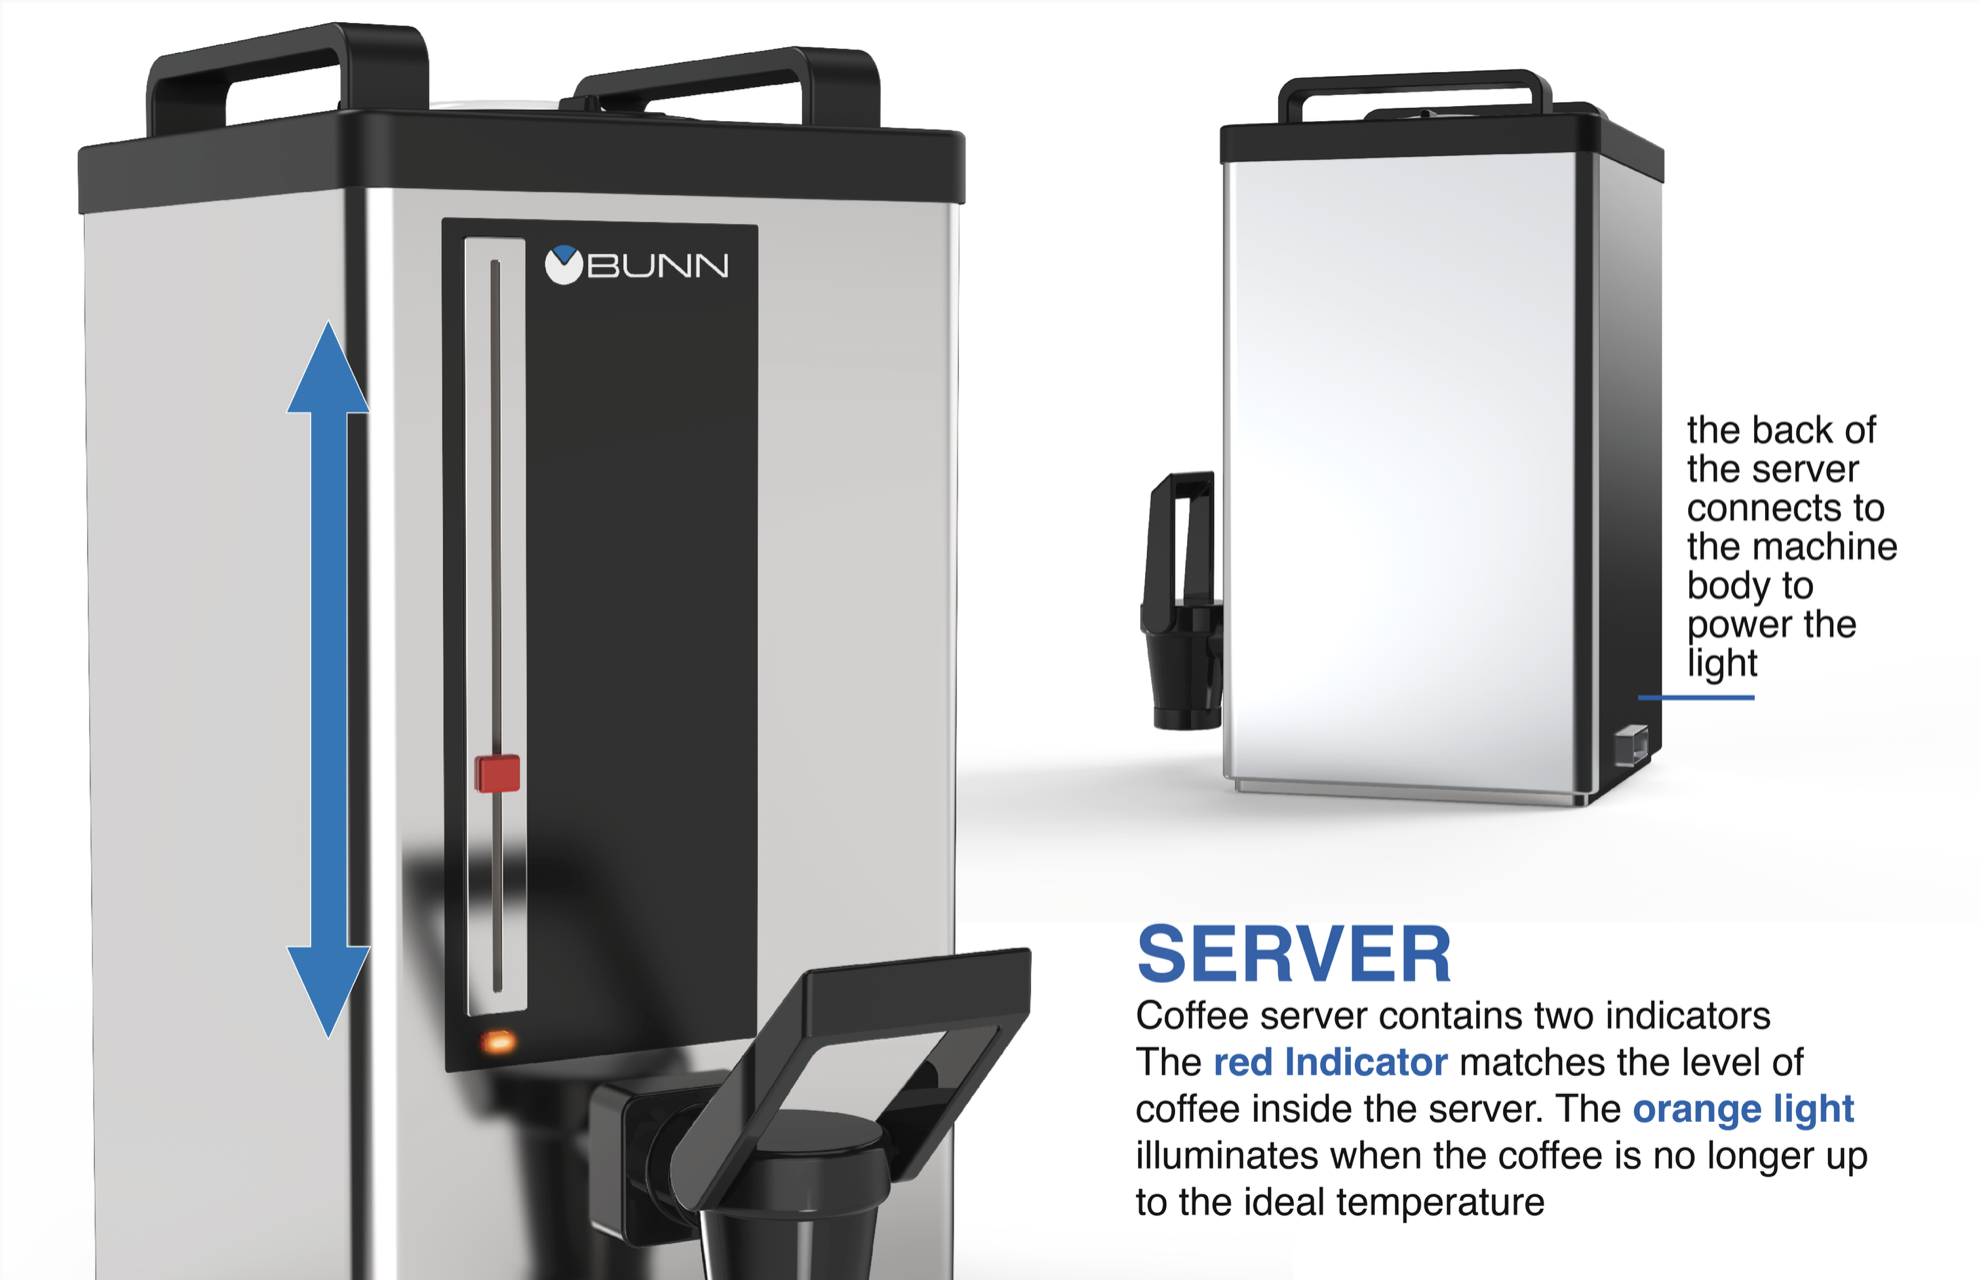 BUNN
the back of
the server
connects to
the machine
body to
power the
light
SERVER
Coffee server contains two indicators
The red Indicator matches the level of
coffee inside the server. The orange light
illuminates when the coffee is no longer up
to the ideal temperature